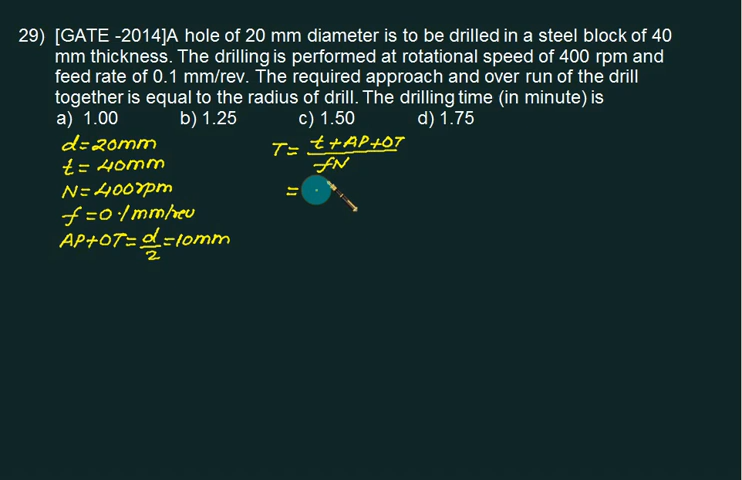 29) [GATE -2014]A hole of 20 mm diameter is to be drilled in a steel block of 40
mm thickness. The drilling is performed at rotational speed of 400 rpm and
feed rate of 0.1 mm/rev. The required approach and over run of the drill
together is equal to the radius of drill. The drilling time (in minute) is
a) 1.00 b) 1.25 c) 1.50 d) 1.75
d=20mm
t= 40mm
N=400rpm
f=0.1mm/rev
AP+OT=d/2=10mm
T= t+AP+OT/fN
=